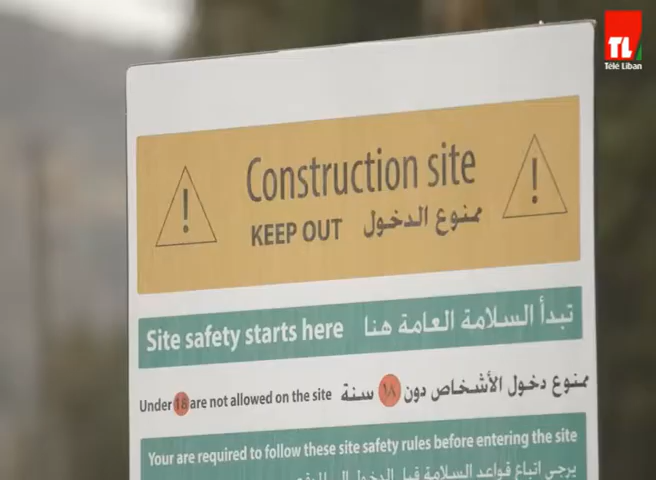 TL
Télé Liban
Construction site
KEEP OUT ممنوع الدخول
Site safety starts here تبدأ السلامة العامة هنا
Under 18 are not allowed on the site ممنوع دخول الأشخاص دون ١٨ سنة
Your are required to follow these site safety rules before entering the site
يرجى اتباع قواعد السلامة قبل الدخول